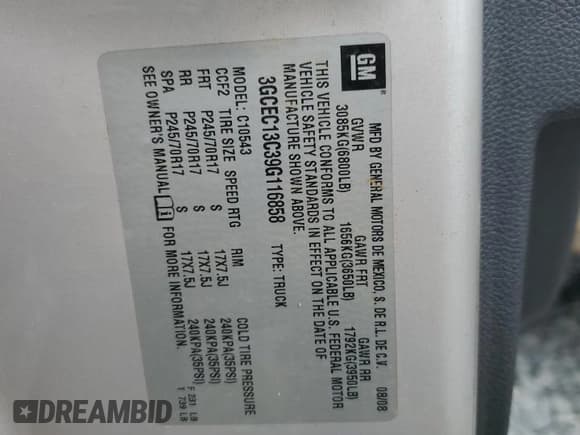 GM
MFD BY GENERAL MOTORS DE MEXICO, S. DE R.L. DE C.V. 08/08
GVWR GAWR FRT GAWR RR
3085KG(6800LB) 1656KG(3650LB) 1792KG(3950LB)
THIS VEHICLE CONFORMS TO ALL APPLICABLE U.S. FEDERAL MOTOR
VEHICLE SAFETY STANDARDS IN EFFECT ON THE DATE OF
MANUFACTURE SHOWN ABOVE.
3GCEC13C39G116858 TYPE: TRUCK
MODEL: C10543
CCF2 TIRE SIZE SPEED RTG RIM COLD TIRE PRESSURE
FRT P245/70R17 S 17X7.5J 240KPA(35PSI)
RR P245/70R17 S 17X7.5J 240KPA(35PSI)
SPA P245/70R17 S 17X7.5J 240KPA(35PSI)
SEE OWNER'S MANUAL FOR MORE INFORMATION.
F 231 LB
T 739 LB
DREAMBID